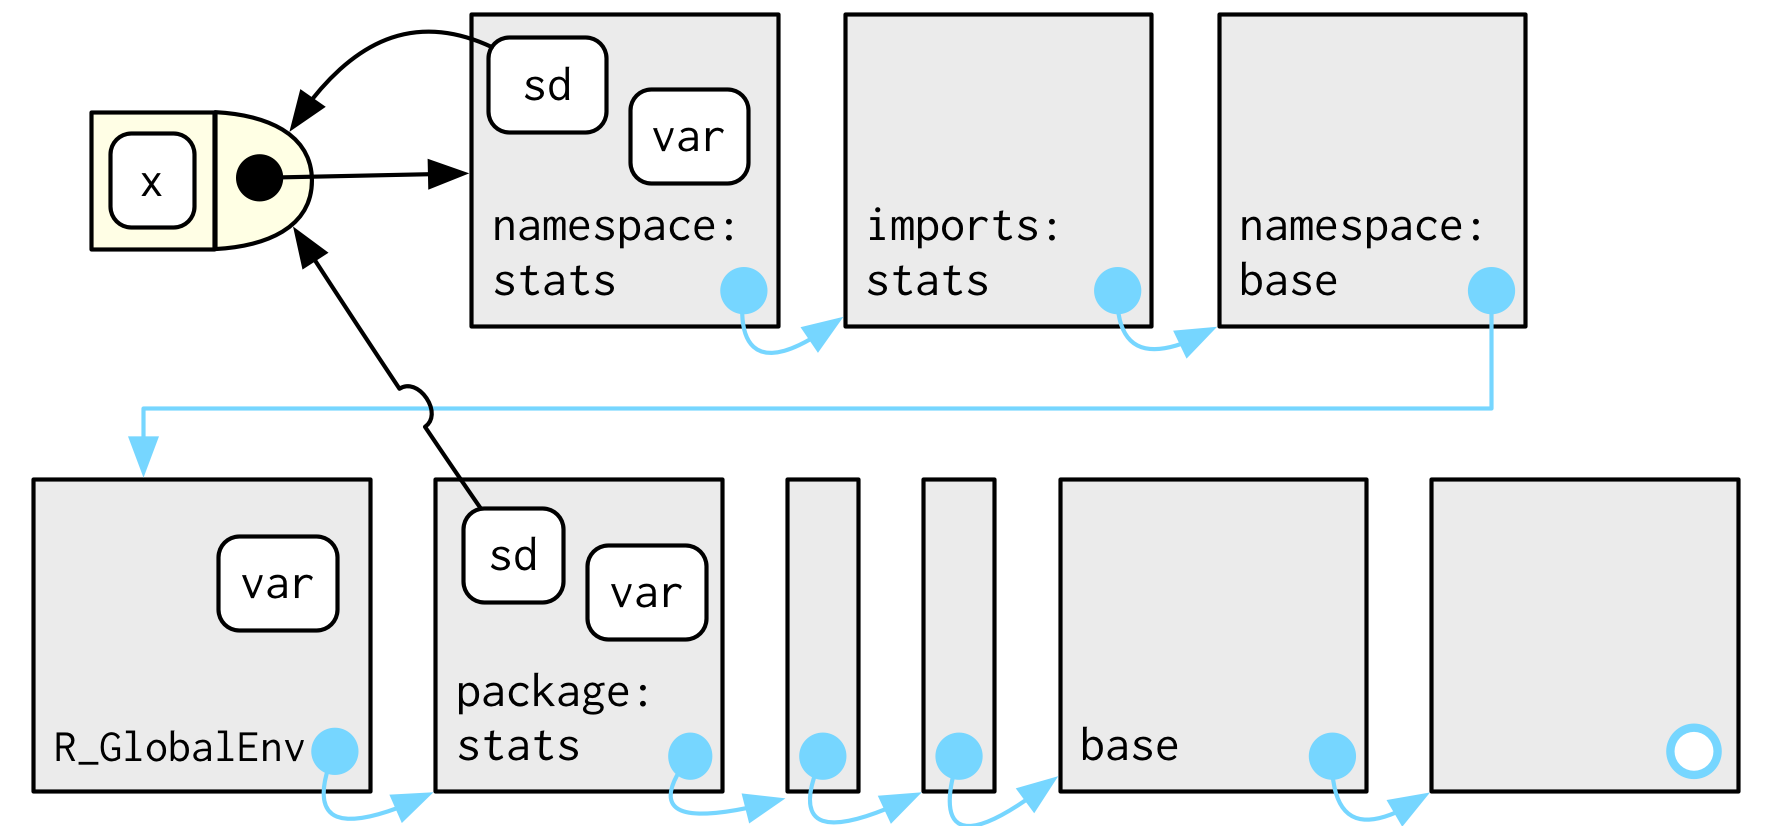 sd
var
x
namespace:
stats
imports:
stats
namespace:
base
var
R_GlobalEnv
sd
var
package:
stats
base